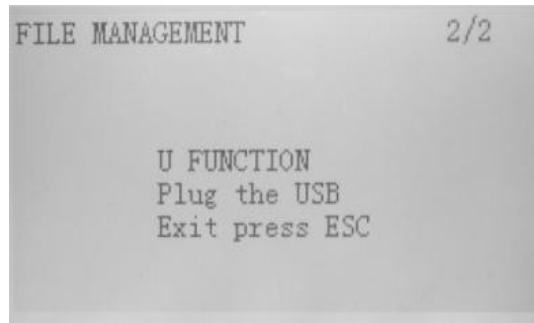 FILE MANAGEMENT 2/2
U FUNCTION
Plug the USB
Exit press ESC